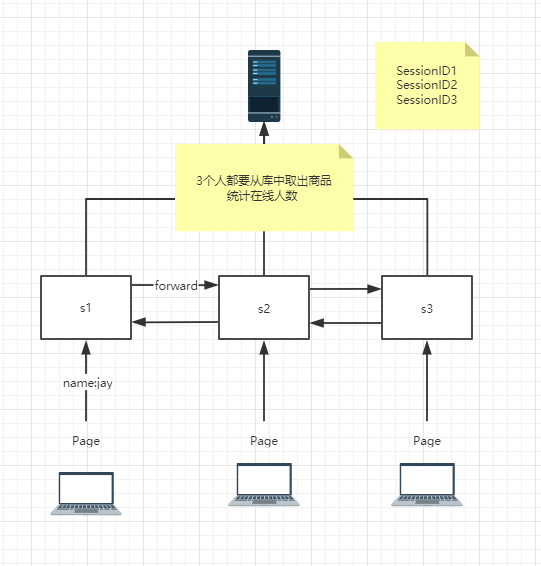 SessionID1
SessionID2
SessionID3
3个人都要从库中取出商品
统计在线人数
forward
s1
s2
s3
name:jay
Page
Page
Page